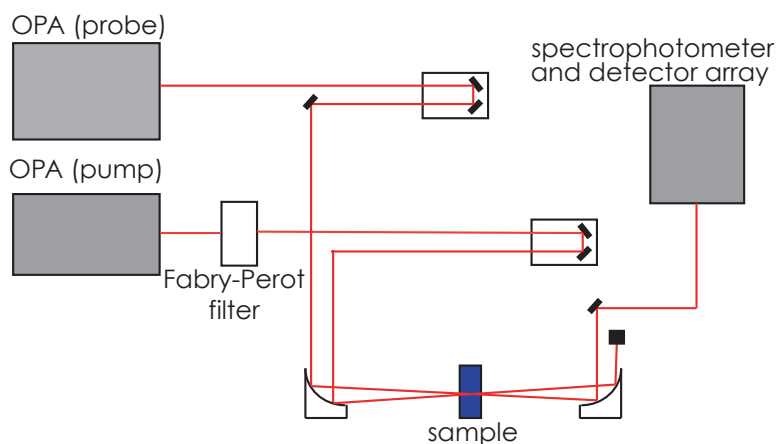 OPA (probe)
spectrophotometer
and detector array
OPA (pump)
Fabry-Perot
filter
sample